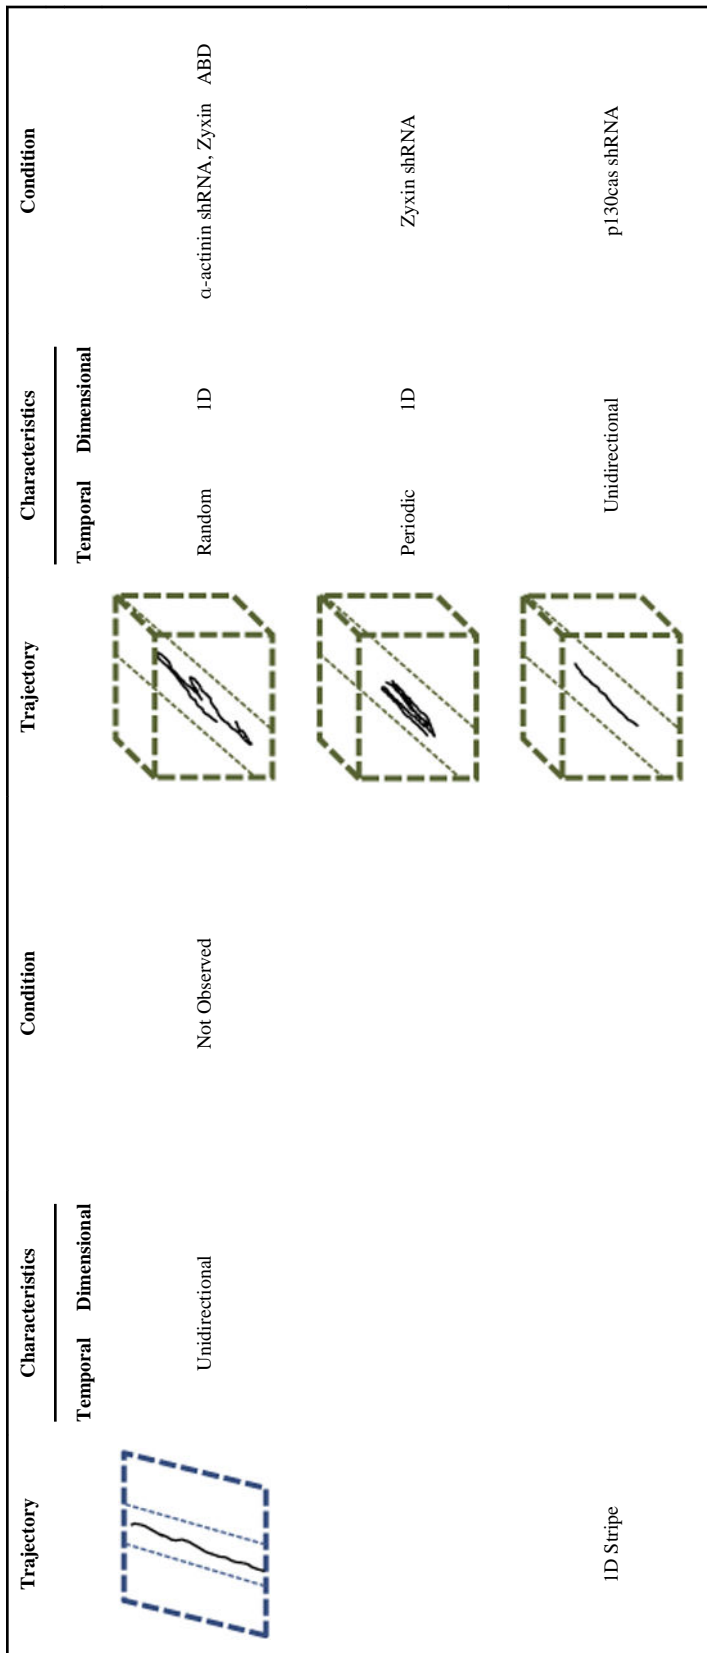 Trajectory Characteristics Condition Trajectory Characteristics Condition
Temporal Dimensional Temporal Dimensional
Unidirectional Not Observed Random 1D α-actinin shRNA, Zyxin ABD
Periodic 1D Zyxin shRNA
1D Stripe Unidirectional p130cas shRNA